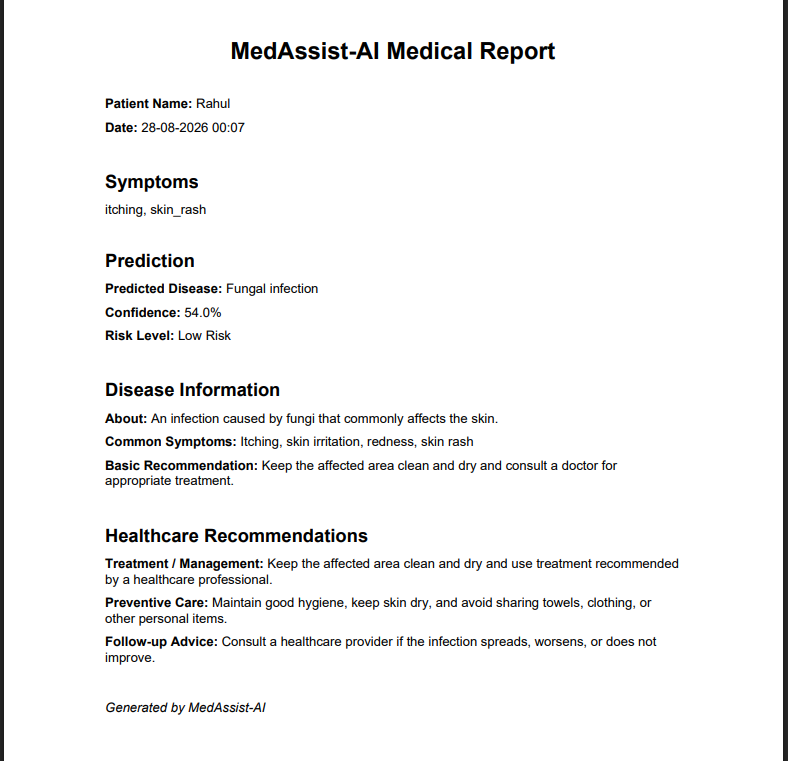 MedAssist-AI Medical Report
Patient Name: Rahul
Date: 28-08-2026 00:07
Symptoms
itching, skin_rash
Prediction
Predicted Disease: Fungal infection
Confidence: 54.0%
Risk Level: Low Risk
Disease Information
About: An infection caused by fungi that commonly affects the skin.
Common Symptoms: Itching, skin irritation, redness, skin rash
Basic Recommendation: Keep the affected area clean and dry and consult a doctor for
appropriate treatment.
Healthcare Recommendations
Treatment / Management: Keep the affected area clean and dry and use treatment recommended
by a healthcare professional.
Preventive Care: Maintain good hygiene, keep skin dry, and avoid sharing towels, clothing, or
other personal items.
Follow-up Advice: Consult a healthcare provider if the infection spreads, worsens, or does not
improve.
Generated by MedAssist-AI